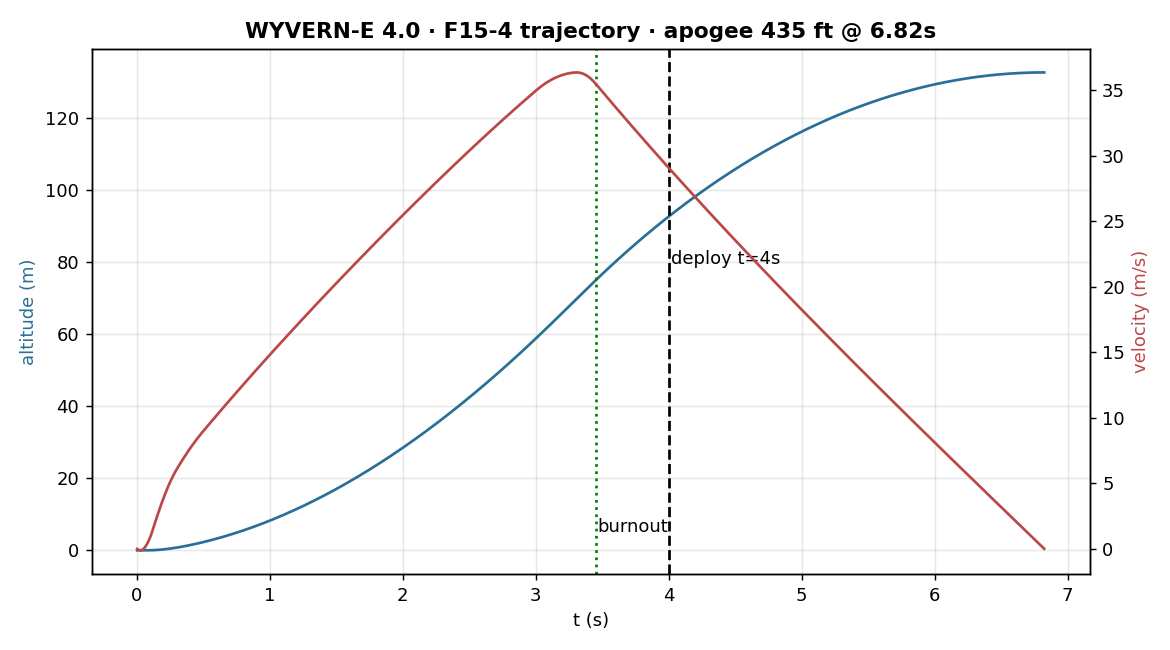 WYVERN-E 4.0 · F15-4 trajectory · apogee 435 ft @ 6.82s
altitude (m)
120
100
80
60
40
20
0
deploy t=4s
burnout
35
30
25
20
15
10
5
0
velocity (m/s)
0 1 2 3 4 5 6 7
t (s)